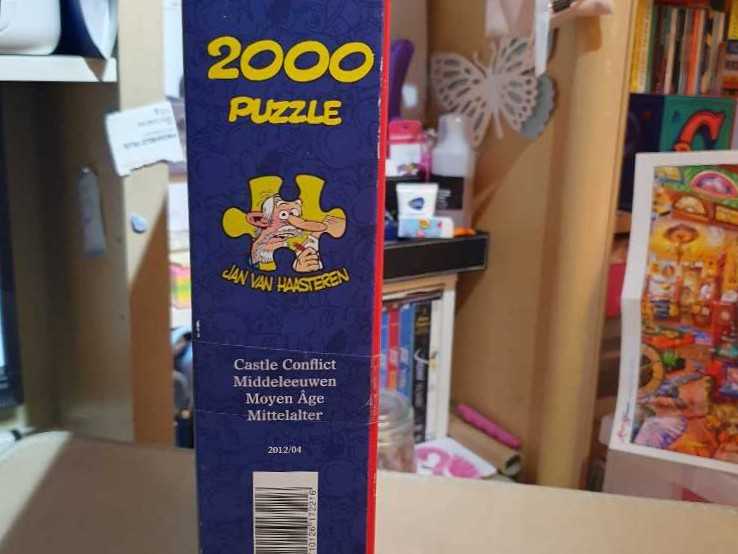 2000
PUZZLE
JAN VAN HAASTEREN
Castle Conflict
Middeleeuwen
Moyen Âge
Mittelalter
2012/04